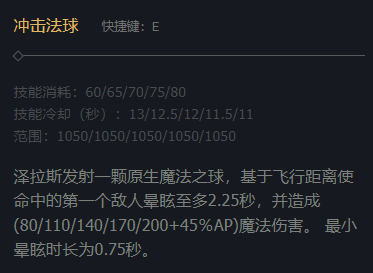 冲击法球 快捷键：E
技能消耗：60/65/70/75/80
技能冷却（秒）：13/12.5/12/11.5/11
范围：1050/1050/1050/1050/1050
泽拉斯发射一颗原生魔法之球，基于飞行距离使
命中的第一个敌人晕眩至多2.25秒，并造成
(80/110/140/170/200+45%AP)魔法伤害。 最小
晕眩时长为0.75秒。